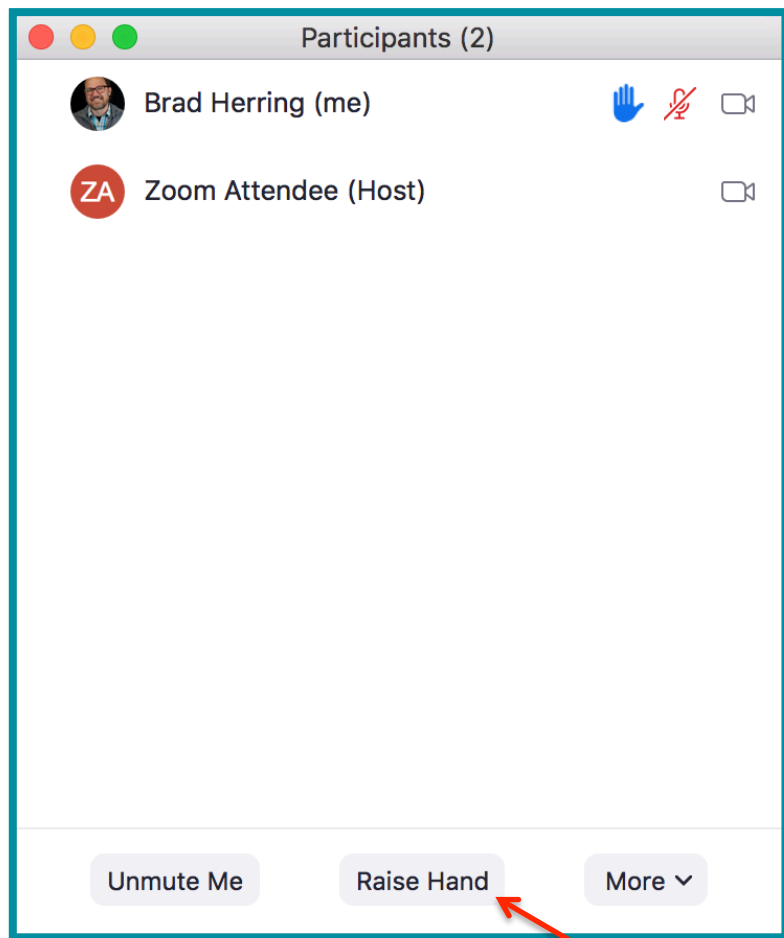 Participants (2)
Brad Herring (me)
ZA Zoom Attendee (Host)
Unmute Me Raise Hand More